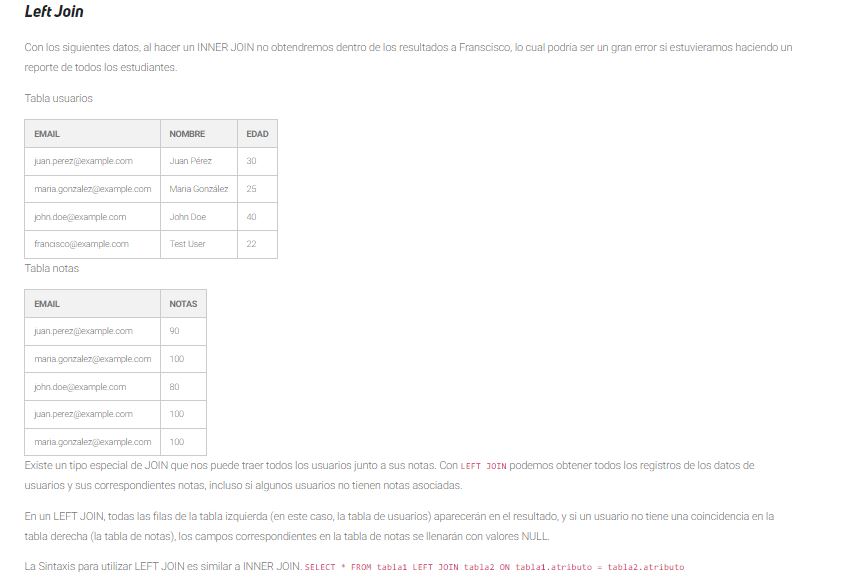 Left Join
Con los siguientes datos, al hacer un INNER JOIN no obtendremos dentro de los resultados a Franscisco, lo cual podria ser un gran error si estuvieramos haciendo un
reporte de todos los estudiantes.
Tabla usuarios
EMAIL NOMBRE EDAD
juan.perez@example.com Juan Pérez 30
maria.gonzalez@example.com Maria González 25
john.doe@example.com John Doe 40
francisco@example.com Test User 22
Tabla notas
EMAIL NOTAS
juan.perez@example.com 90
maria.gonzalez@example.com 100
john.doe@example.com 80
juan.perez@example.com 100
maria.gonzalez@example.com 100
Existe un tipo especial de JOIN que nos puede traer todos los usuarios junto a sus notas. Con LEFT JOIN podemos obtener todos los registros de los datos de
usuarios y sus correspondientes notas, incluso si algunos usuarios no tienen notas asociadas.
En un LEFT JOIN, todas las filas de la tabla izquierda (en este caso, la tabla de usuarios) aparecerán en el resultado, y si un usuario no tiene una coincidencia en la
tabla derecha (la tabla de notas), los campos correspondientes en la tabla de notas se llenarán con valores NULL.
La Sintaxis para utilizar LEFT JOIN es similar a INNER JOIN. SELECT * FROM tabla1 LEFT JOIN tabla2 ON tabla1.atributo = tabla2.atributo